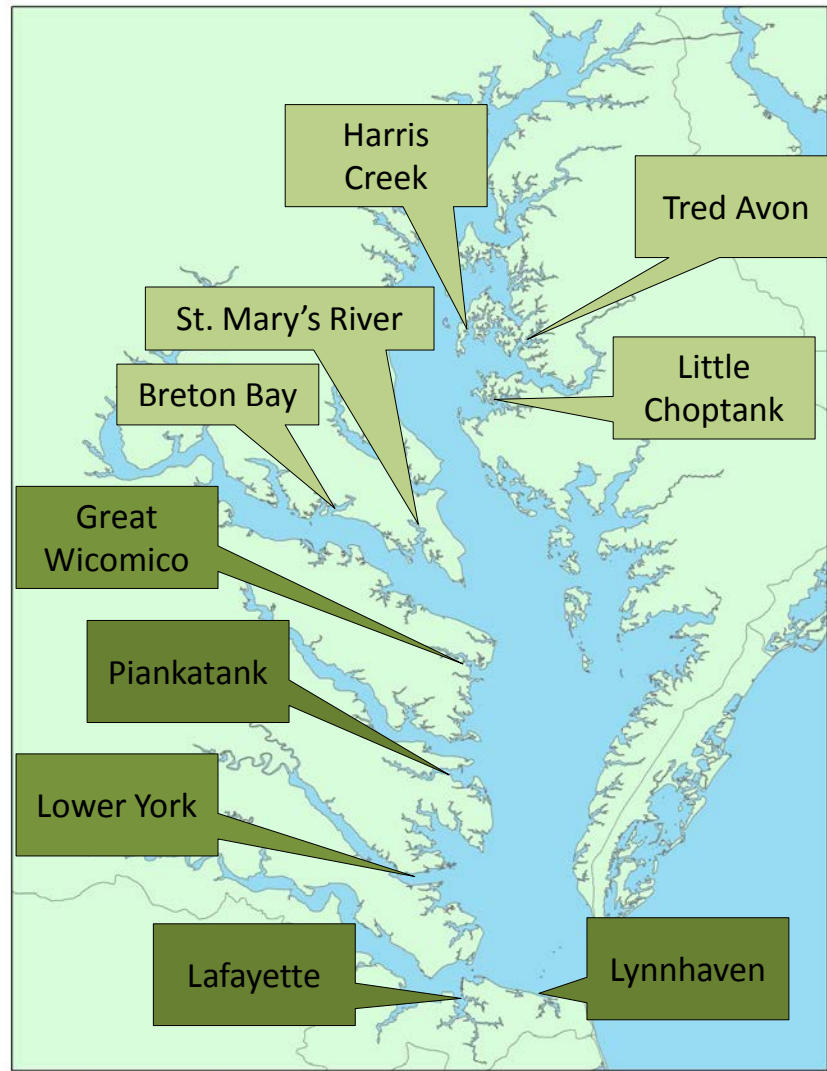 Harris
Creek
Tred Avon
St. Mary’s River
Breton Bay
Little
Choptank
Great
Wicomico
Piankatank
Lower York
Lafayette
Lynnhaven